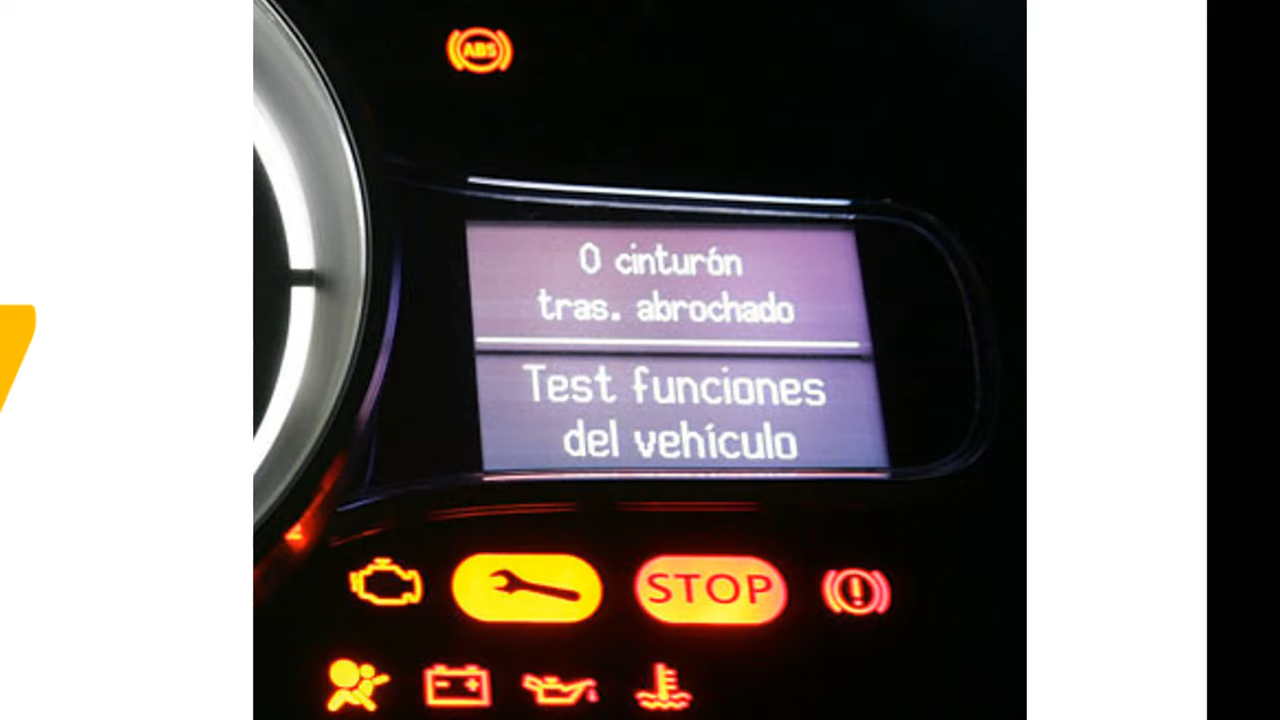 ABS
0 cinturón
tras. abrochado
Test funciones
del vehículo
STOP